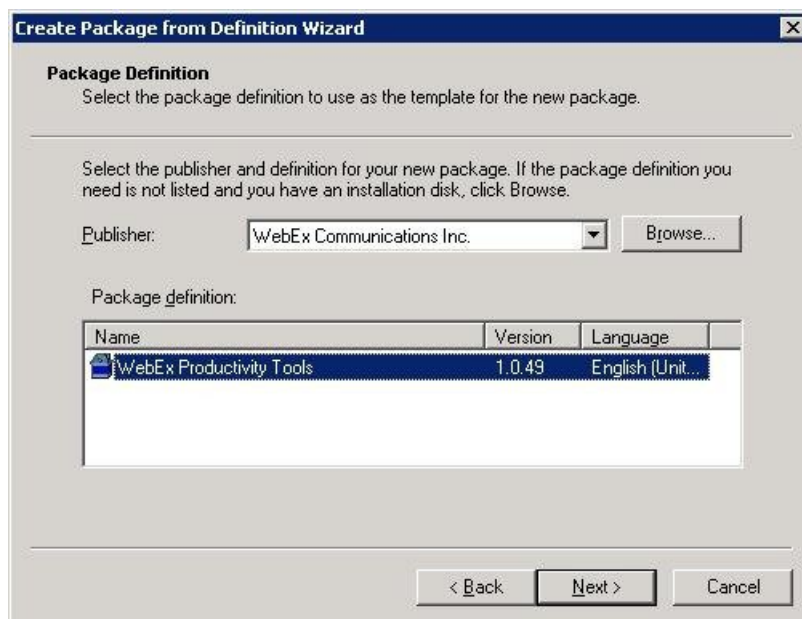 Create Package from Definition Wizard
Package Definition
Select the package definition to use as the template for the new package.
Select the publisher and definition for your new package. If the package definition you
need is not listed and you have an installation disk, click Browse.
Publisher: WebEx Communications Inc. Browse...
Package definition:
Name Version Language
WebEx Productivity Tools 1.0.49 English (Unit...
< Back Next > Cancel